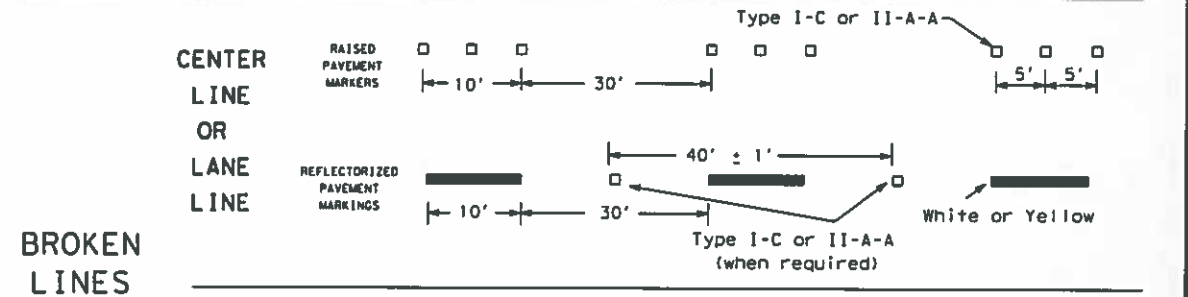 Type I-C or II-A-A
CENTER
LINE
OR
LANE
LINE
RAISED
PAVEMENT
MARKERS
10'
30'
5'
5'
REFLECTORIZED
PAVEMENT
MARKINGS
40' ± 1'
10'
30'
White or Yellow
Type I-C or II-A-A
(when required)
BROKEN
LINES